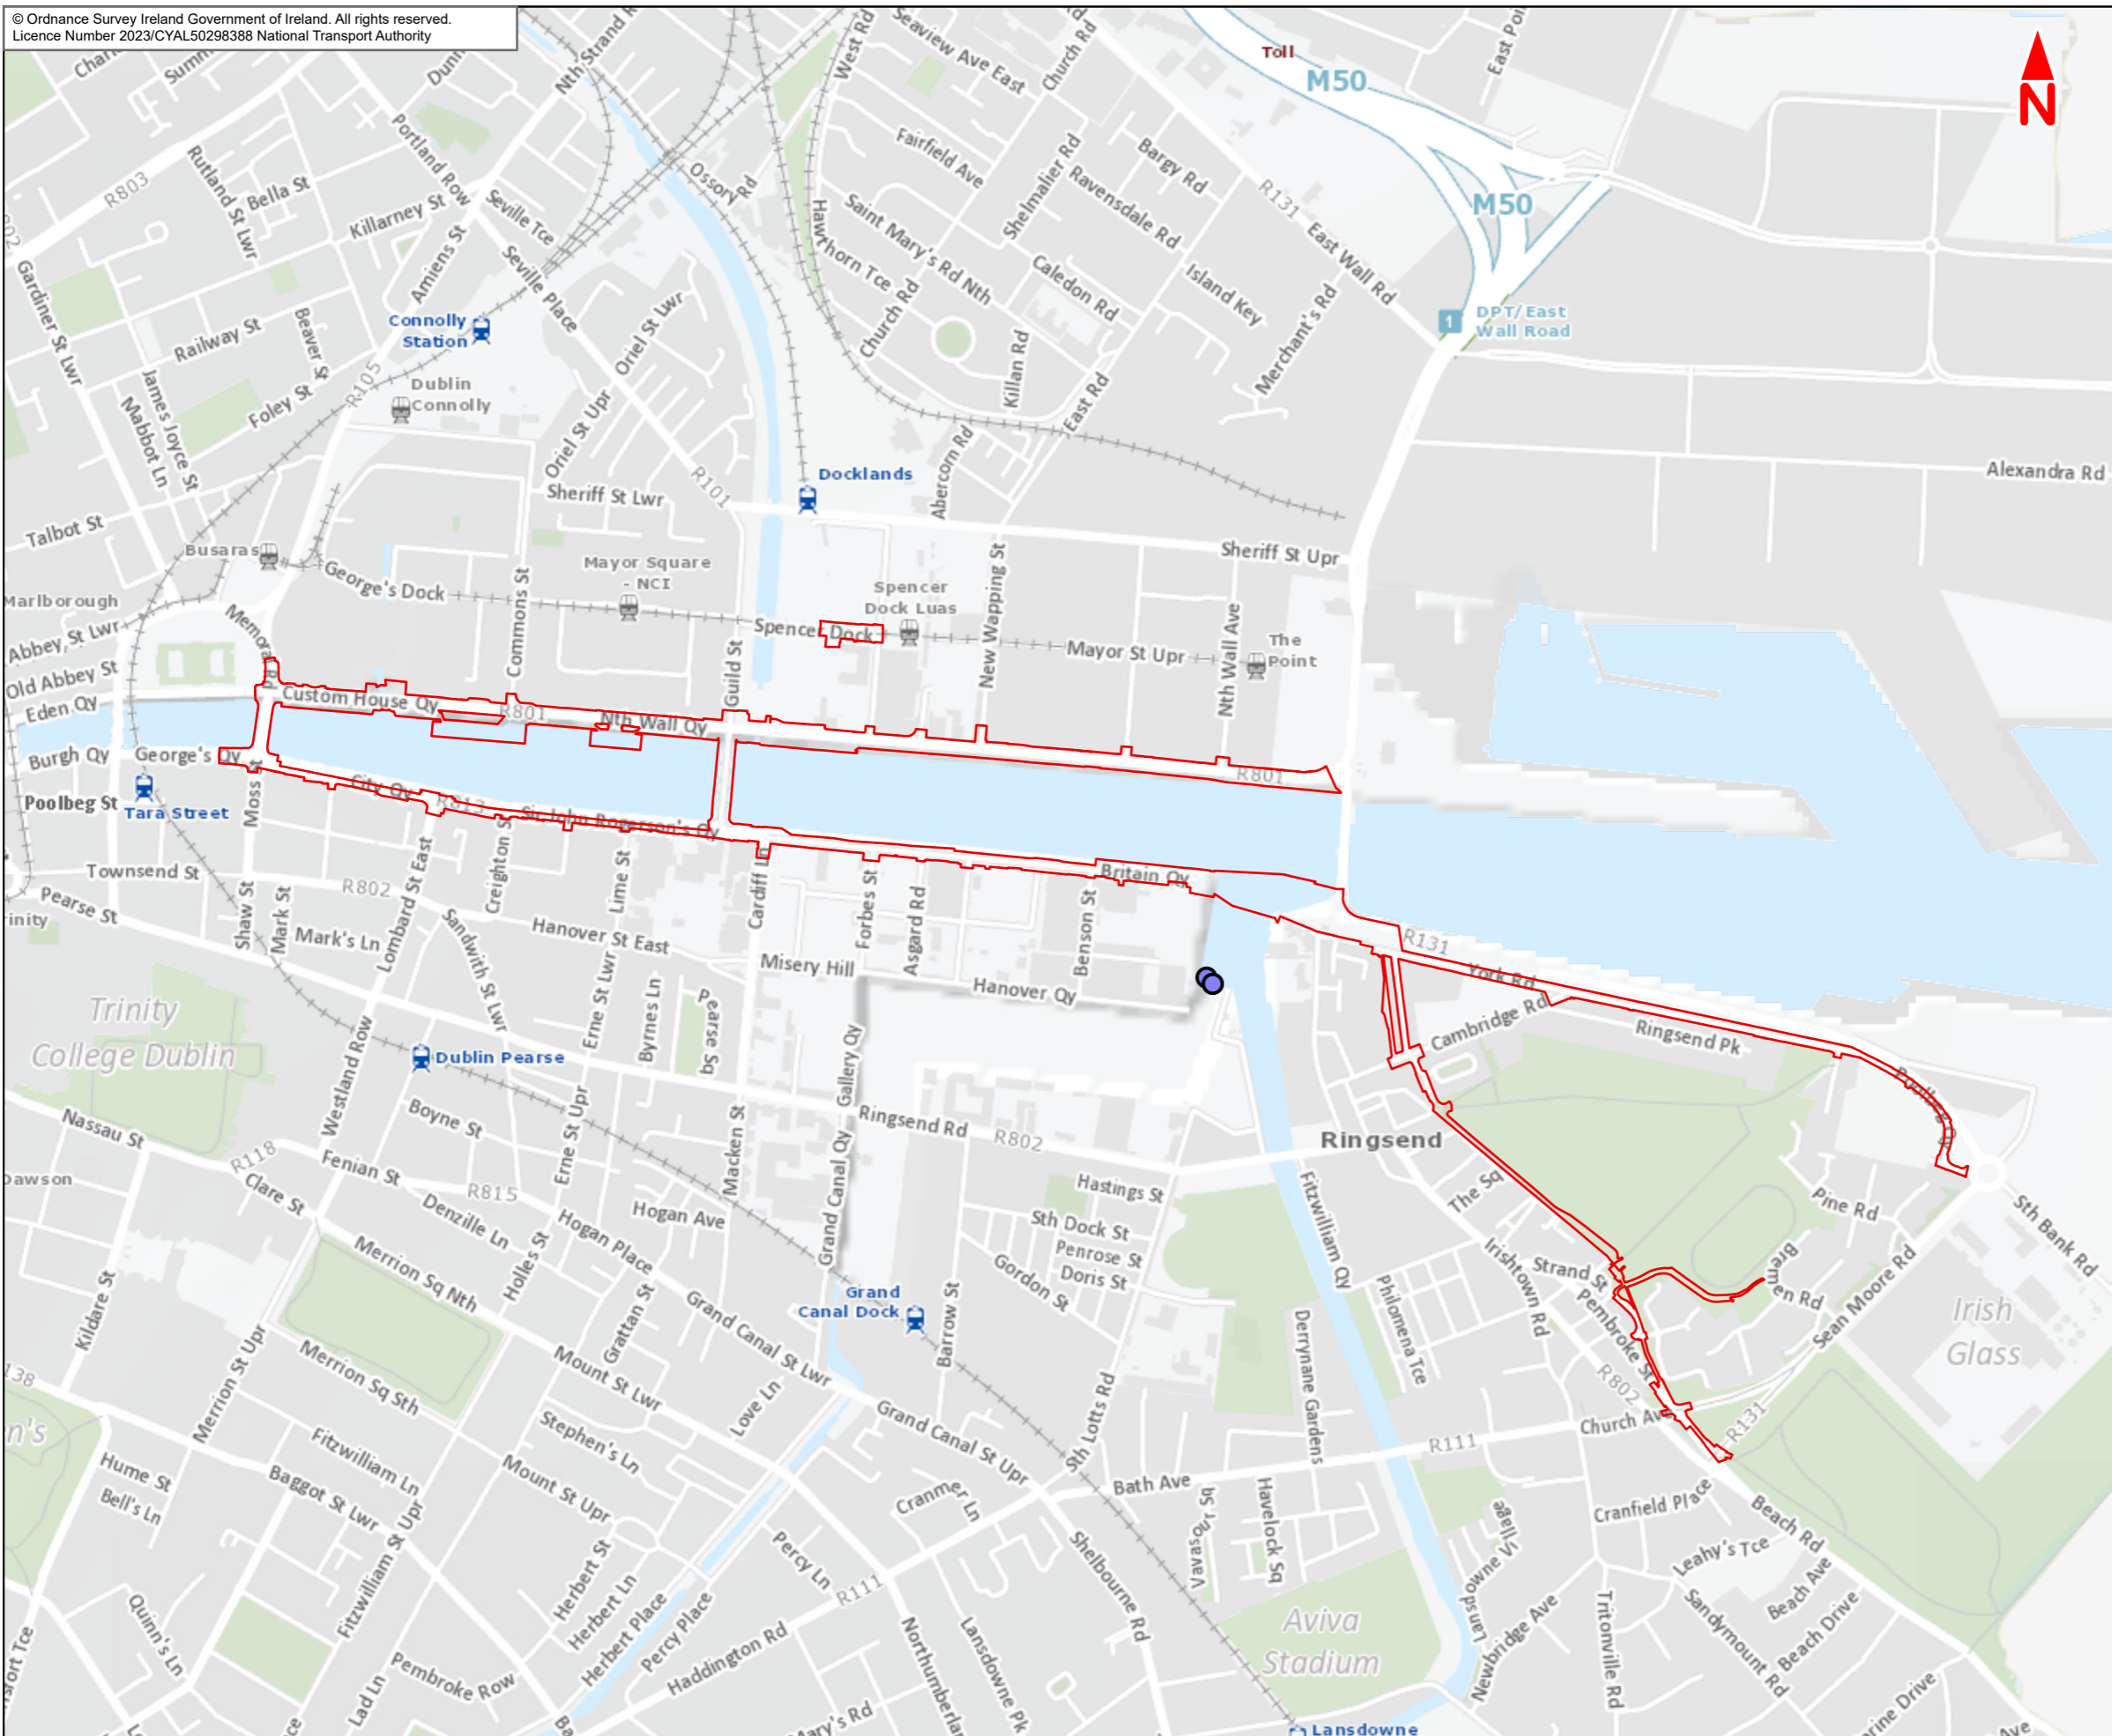 © Ordnance Survey Ireland Government of Ireland. All rights reserved.
Licence Number 2023/CYAL50298388 National Transport Authority
N
Nth Strand R
West Rd
Seaview Ave East
Church Rd
Toll
M50
M50
R803
Rutland St Lwr
Bella St
Killarney St
Portland Row
Seville Tce
Ossory Rd
Hawthorn Tce
Fairfield Ave
Shelmalier Rd
Bargy Rd
Ravensdale Rd
R131
East Wall Rd
Saint Mary's Rd Nth
Caledon Rd
Island Key
Merchant's Rd
Church Rd
Killan Rd
East Rd
1
DPT/East
Wall Road
Gardiner St Lwr
Amiens St
Seville Place
Oriel St Lwr
Connolly
Station
Railway St
Beaver St
R105
Dublin
Connolly
James Joyce St
Mabbot Ln
Foley St
Oriel St Upr
R101
Docklands
Abercorn Rd
Alexandra Rd
Talbot St
Sheriff St Lwr
Sheriff St Upr
Busaras
George's Dock
Commons St
Mayor Square
- NCI
Spencer
Dock Luas
New Wapping St
Nth Wall Ave
The
Point
Marlborough
Abbey St Lwr
Old Abbey St
Eden Qy
Memorial Rd
Spencer Dock
Mayor St Upr
Guild St
Custom House Qy
R801
Nth Wall Qy
R801
Burgh Qy
George's Qy
Moss St
City Qy
R813
Sir John Rogerson's Qy
Poolbeg St
Tara Street
Townsend St
R802
Creighton St
Lime St
Cardiff Ln
Forbes St
Asgard Rd
Benson St
Britain Qy
Pearse St
Shaw St
Mark St
Mark's Ln
Lombard St East
Sandwith St Lwr
Hanover St East
Misery Hill
Hanover Qy
R131
York Rd
Cambridge Rd
Ringsend Pk
Trinity
College Dublin
Westland Row
Dublin Pearse
Erne St Lwr
Byrnes Ln
Pearse Sq
Gallery Qy
Ringsend Rd
R802
Ringsend
Nassau St
R118
Boyne St
Fenian St
R815
Erne St Upr
Macken St
Grand Canal Qy
Hastings St
The Sq
Pine Rd
Sth Bank Rd
Clare St
Denzille Ln
Hogan Place
Hogan Ave
Sth Dock St
Penrose St
Doris St
Gordon St
Fitzwilliam Qy
Irishtown Rd
Strand St
Bremen Rd
Sean Moore Rd
Kildare St
Merrion Sq Nth
Holles St
Grattan St
Grand Canal St Lwr
Grand
Canal Dock
Barrow St
Philomena Tce
Pembroke St
Irish
Glass
Merrion St Upr
Merrion Sq Sth
Mount St Lwr
Love Ln
Grand Canal St Upr
Sth Lotts Rd
Derrynane Gardens
R802
Church Ave
R131
R111
Hume St
Bell's Ln
Baggot St Lwr
Fitzwilliam Ln
Stephen's Ln
Mount St Upr
Cranmer Ln
Bath Ave
Vavasour Sq
Havelock Sq
Cranfield Place
Beach Rd
Fitzwilliam St Upr
Herbert St
Herbert Ln
Percy Ln
R111
Shelbourne Rd
Lansdowne Village
Leahy's Tce
Beach Ave
Beach Drive
Quinn's Ln
Lad Ln
Pembroke Row
Herbert Place
Percy Place
Haddington Rd
Lansdowne Pk
Aviva
Stadium
Newbridge Ave
Tritonville Rd
Sandymount Rd
Lansdowne